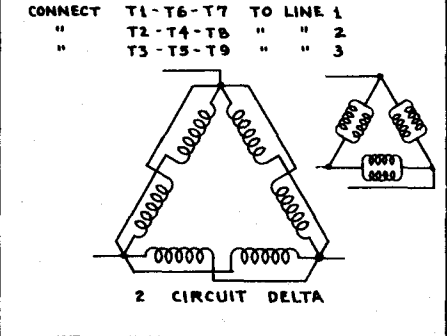 CONNECT T1-T6-T7 TO LINE 1
" T2-T4-T8 " " 2
" T3-T5-T9 " " 3
2 CIRCUIT DELTA